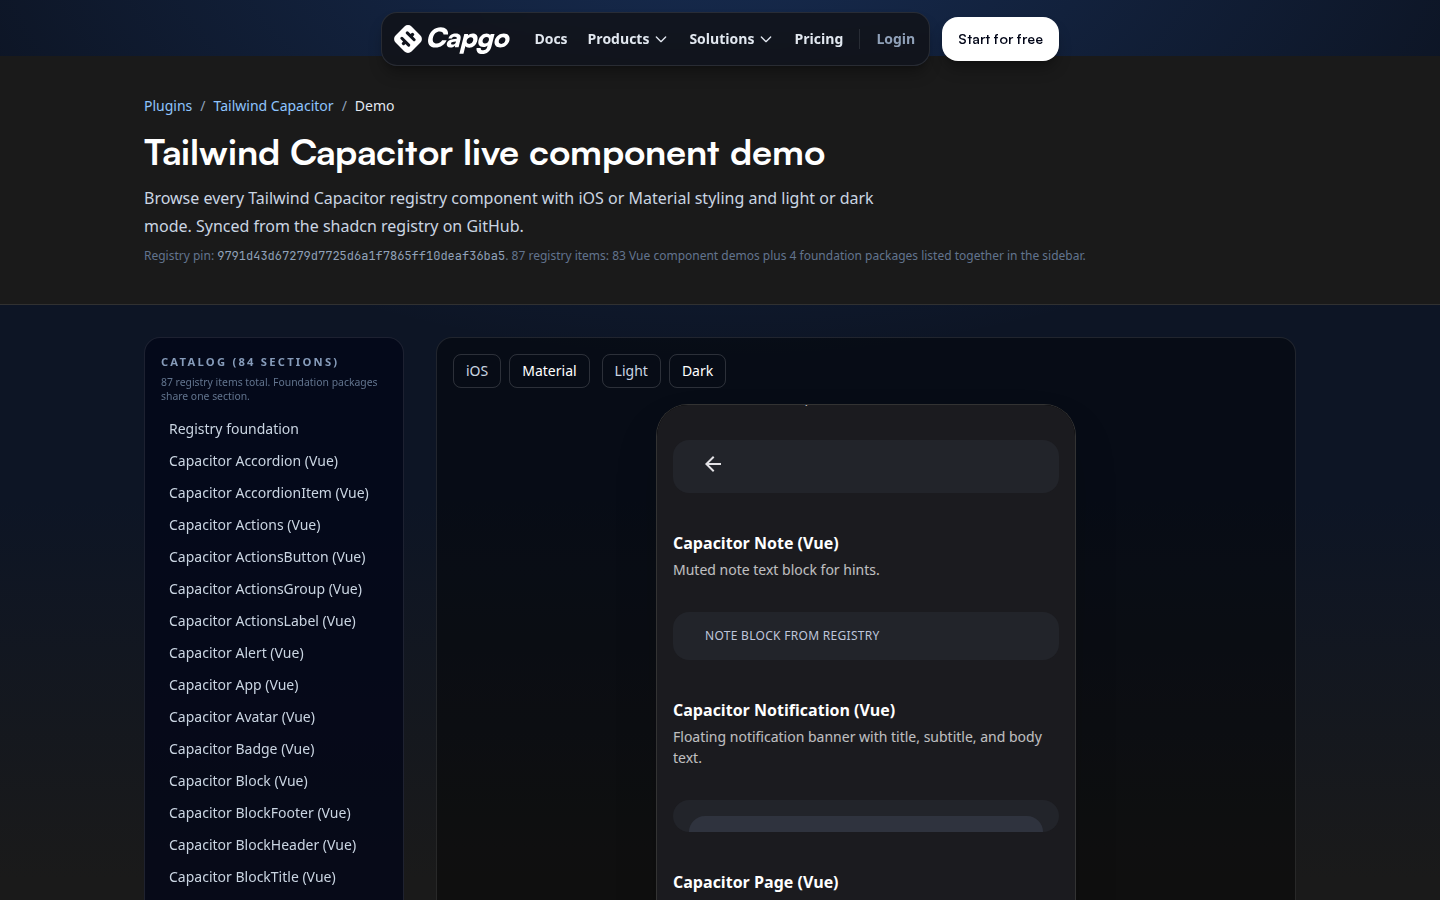 Capgo
Docs
Products
Solutions
Pricing
Login
Start for free
Plugins / Tailwind Capacitor / Demo
Tailwind Capacitor live component demo
Browse every Tailwind Capacitor registry component with iOS or Material styling and light or dark
mode. Synced from the shadcn registry on GitHub.
Registry pin: 9791d43d67279d7725d6a1f7865ff10deaf36ba5. 87 registry items: 83 Vue component demos plus 4 foundation packages listed together in the sidebar.
CATALOG (84 SECTIONS)
87 registry items total. Foundation packages
share one section.
Registry foundation
Capacitor Accordion (Vue)
Capacitor AccordionItem (Vue)
Capacitor Actions (Vue)
Capacitor ActionsButton (Vue)
Capacitor ActionsGroup (Vue)
Capacitor ActionsLabel (Vue)
Capacitor Alert (Vue)
Capacitor App (Vue)
Capacitor Avatar (Vue)
Capacitor Badge (Vue)
Capacitor Block (Vue)
Capacitor BlockFooter (Vue)
Capacitor BlockHeader (Vue)
Capacitor BlockTitle (Vue)
iOS
Material
Light
Dark
Capacitor Note (Vue)
Muted note text block for hints.
NOTE BLOCK FROM REGISTRY
Capacitor Notification (Vue)
Floating notification banner with title, subtitle, and body
text.
Capacitor Page (Vue)